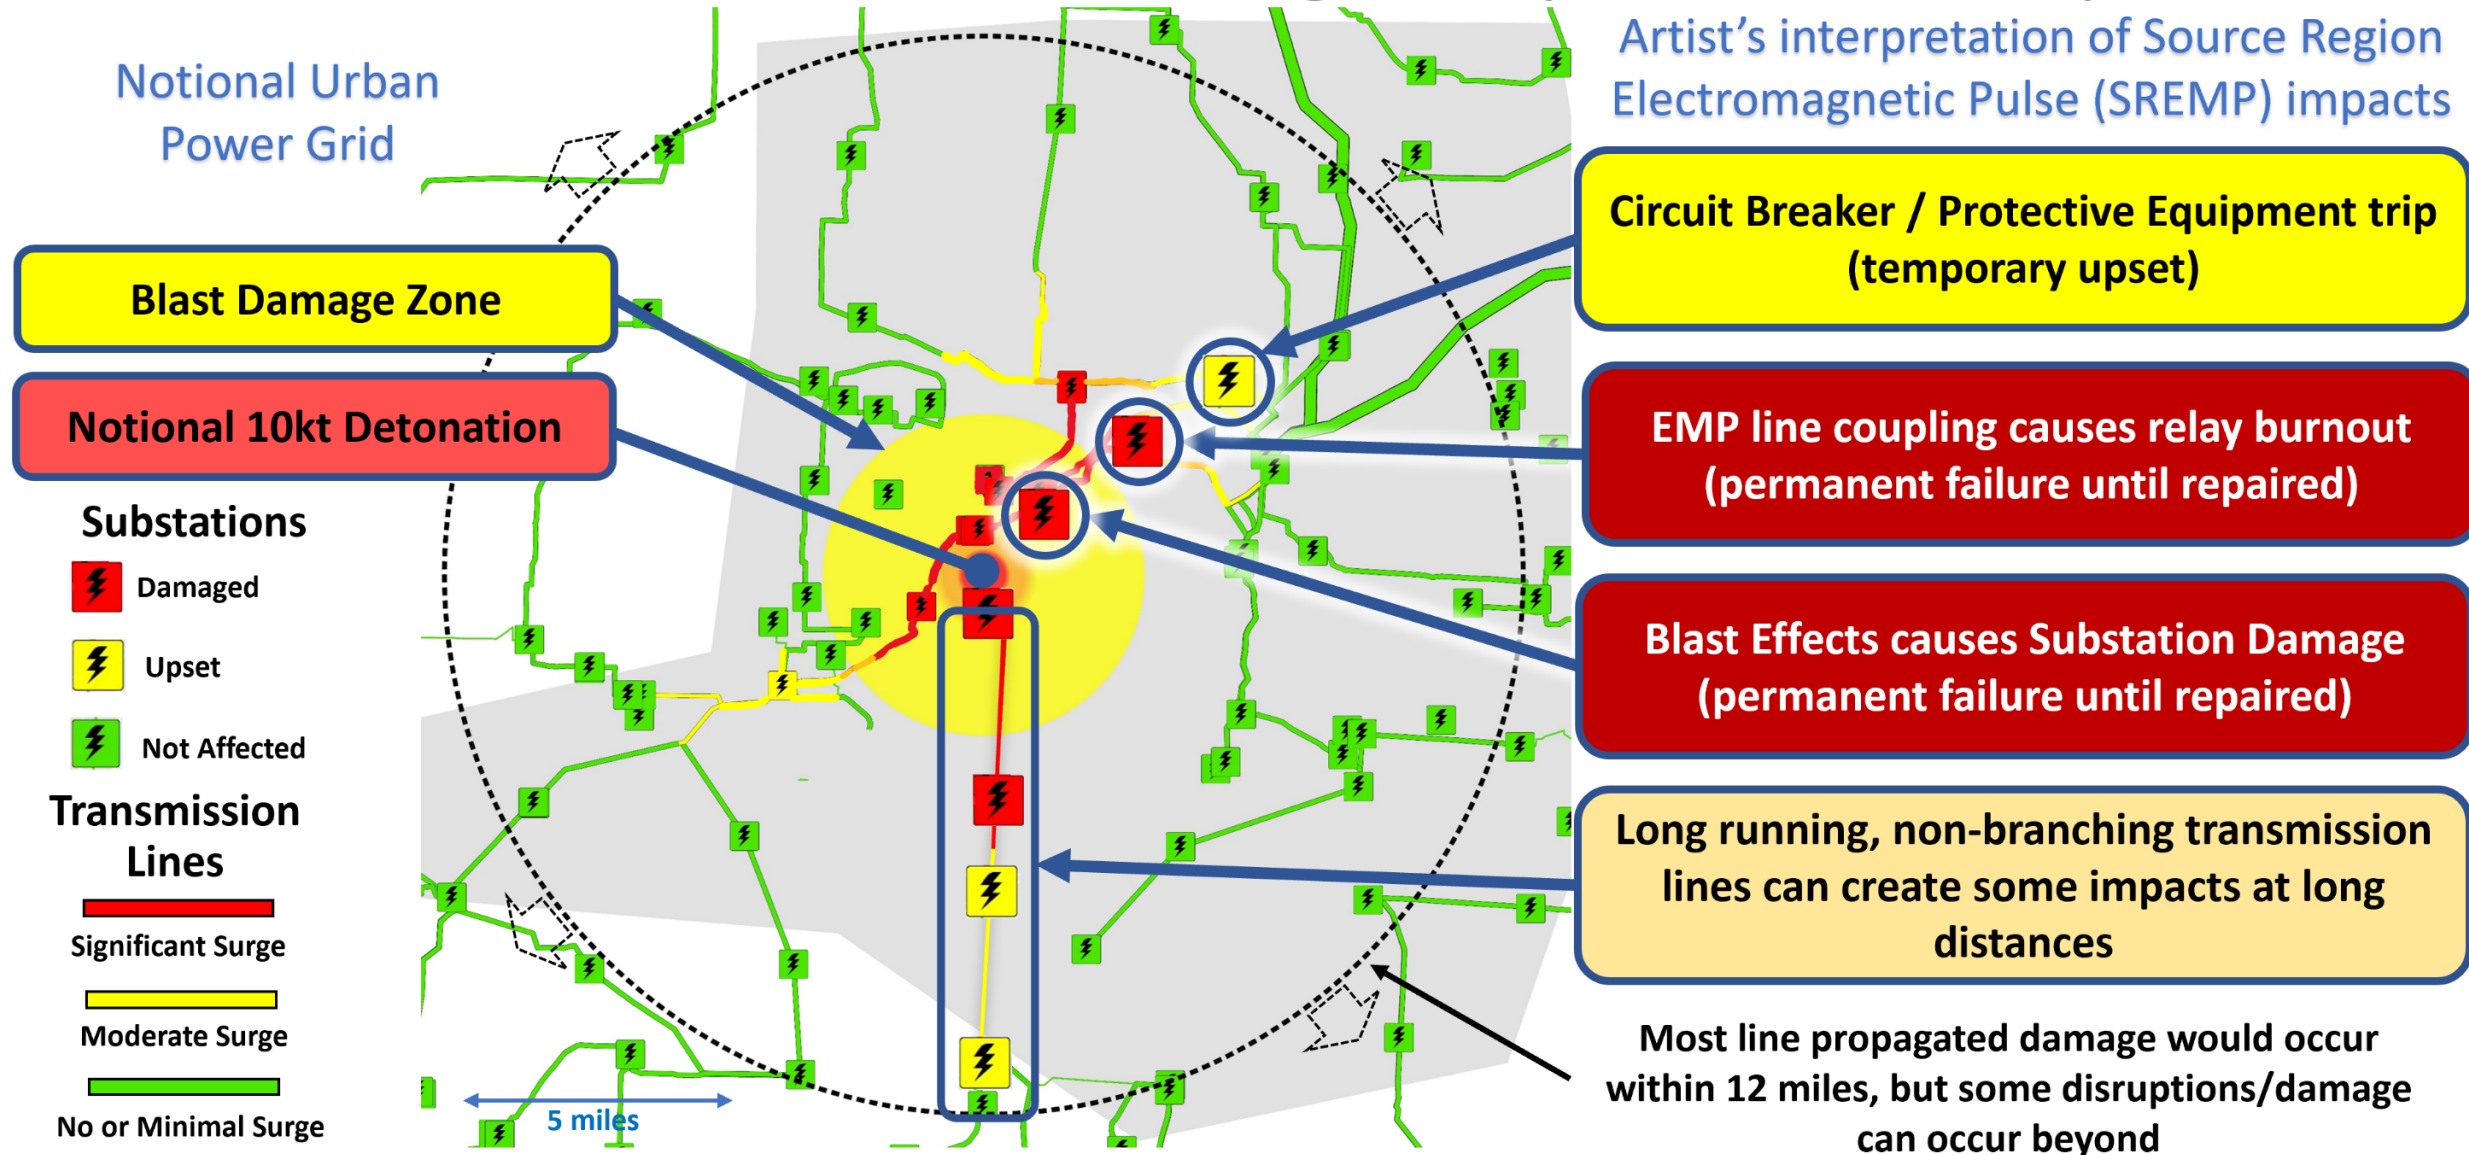 Notional Urban
Power Grid
Artist's interpretation of Source Region
Electromagnetic Pulse (SREMP) impacts
Blast Damage Zone
Notional 10kt Detonation
Circuit Breaker / Protective Equipment trip
(temporary upset)
EMP line coupling causes relay burnout
(permanent failure until repaired)
Blast Effects causes Substation Damage
(permanent failure until repaired)
Long running, non-branching transmission
lines can create some impacts at long
distances
Most line propagated damage would occur
within 12 miles, but some disruptions/damage
can occur beyond
Substations
Damaged
Upset
Not Affected
Transmission
Lines
Significant Surge
Moderate Surge
No or Minimal Surge
5 miles